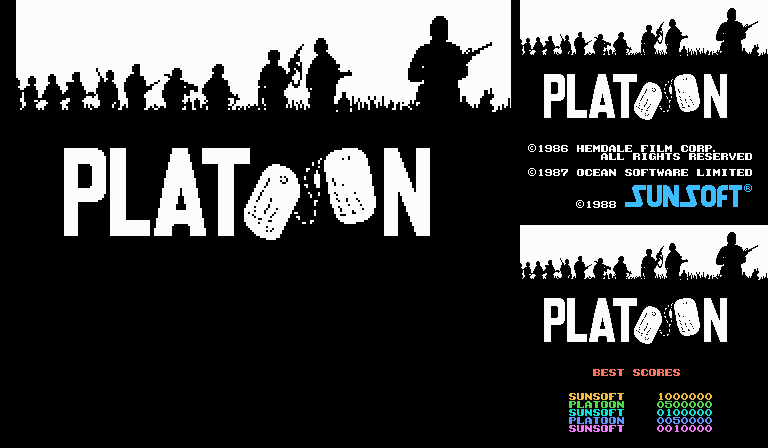 PLATOON
PLATOON
©1986 HEMDALE FILM CORP.
ALL RIGHTS RESERVED
©1987 OCEAN SOFTWARE LIMITED
©1988 SUNSOFT®
PLATOON
BEST SCORES
SUNSOFT 1000000
PLATOON 0500000
SUNSOFT 0100000
PLATOON 0050000
SUNSOFT 0010000